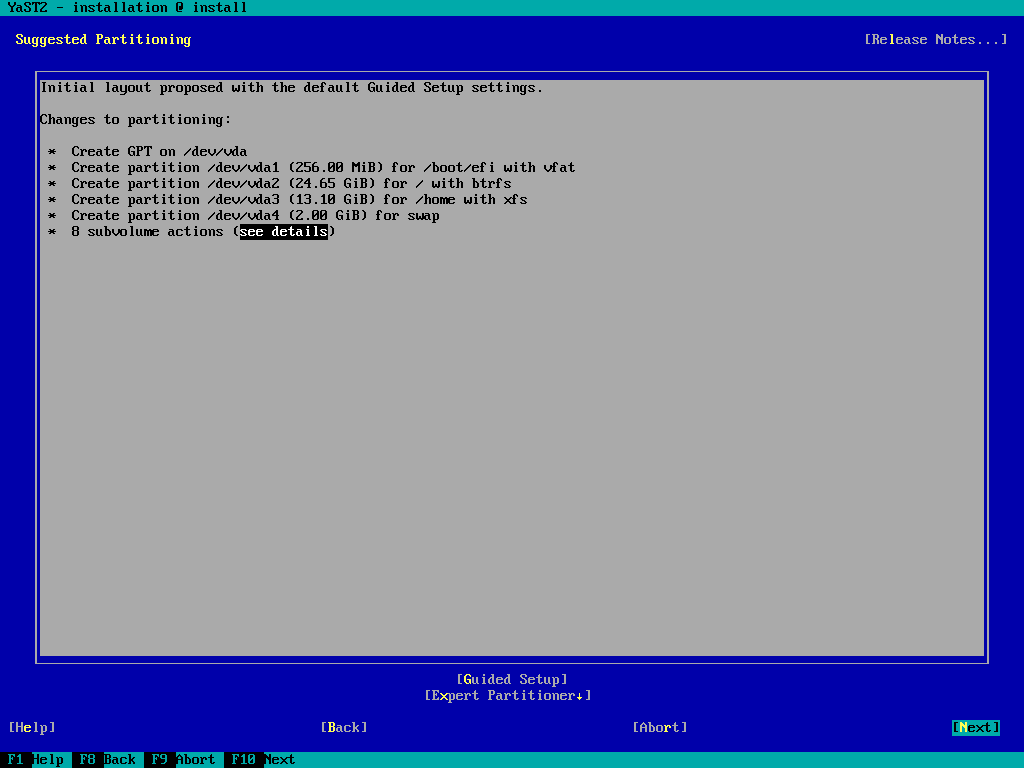 YaST2 - installation @ install
Suggested Partitioning [Release Notes...]
Initial layout proposed with the default Guided Setup settings.
Changes to partitioning:
* Create GPT on /dev/vda
* Create partition /dev/vda1 (256.00 MiB) for /boot/efi with vfat
* Create partition /dev/vda2 (24.65 GiB) for / with btrfs
* Create partition /dev/vda3 (13.10 GiB) for /home with xfs
* Create partition /dev/vda4 (2.00 GiB) for swap
* 8 subvolume actions (see details)
[Guided Setup]
[Expert Partitioner↓]
[Help] [Back] [Abort] [Next]
F1 Help F8 Back F9 Abort F10 Next